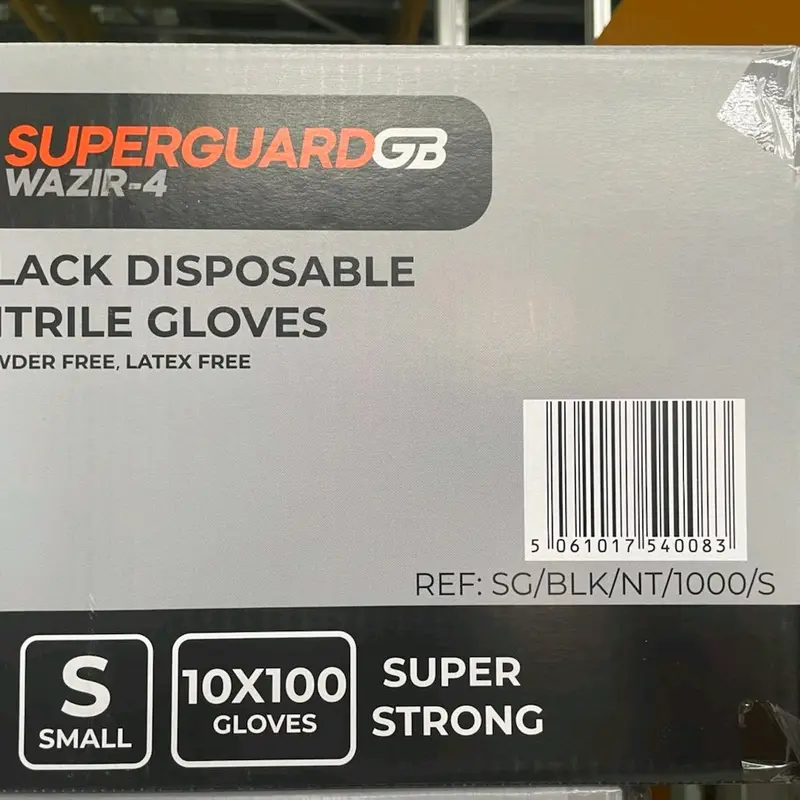 SUPERGUARDGB
WAZIR-4
LACK DISPOSABLE
ITRILE GLOVES
WDER FREE, LATEX FREE
5 061017 540083
REF: SG/BLK/NT/1000/S
S
SMALL
10X100
GLOVES
SUPER
STRONG